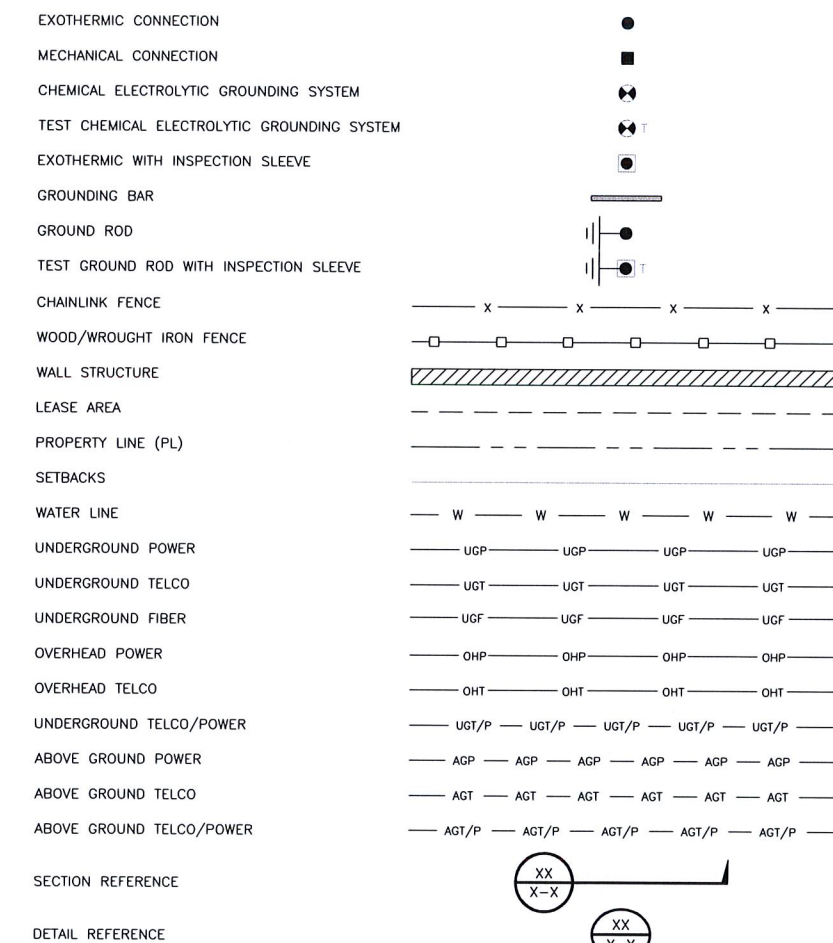 EXOTHERMIC CONNECTION
MECHANICAL CONNECTION
CHEMICAL ELECTROLYTIC GROUNDING SYSTEM
TEST CHEMICAL ELECTROLYTIC GROUNDING SYSTEM T
EXOTHERMIC WITH INSPECTION SLEEVE
GROUNDING BAR
GROUND ROD
TEST GROUND ROD WITH INSPECTION SLEEVE T
CHAINLINK FENCE X X X X
WOOD/WROUGHT IRON FENCE
WALL STRUCTURE
LEASE AREA
PROPERTY LINE (PL)
SETBACKS
WATER LINE W W W W W
UNDERGROUND POWER UGP UGP UGP UGP
UNDERGROUND TELCO UGT UGT UGT UGT
UNDERGROUND FIBER UGF UGF UGF UGF
OVERHEAD POWER OHP OHP OHP OHP
OVERHEAD TELCO OHT OHT OHT OHT
UNDERGROUND TELCO/POWER UGT/P UGT/P UGT/P UGT/P UGT/P
ABOVE GROUND POWER AGP AGP AGP AGP AGP AGP
ABOVE GROUND TELCO AGT AGT AGT AGT AGT AGT
ABOVE GROUND TELCO/POWER AGT/P AGT/P AGT/P AGT/P AGT/P
XX
SECTION REFERENCE X-X
XX
DETAIL REFERENCE X-X